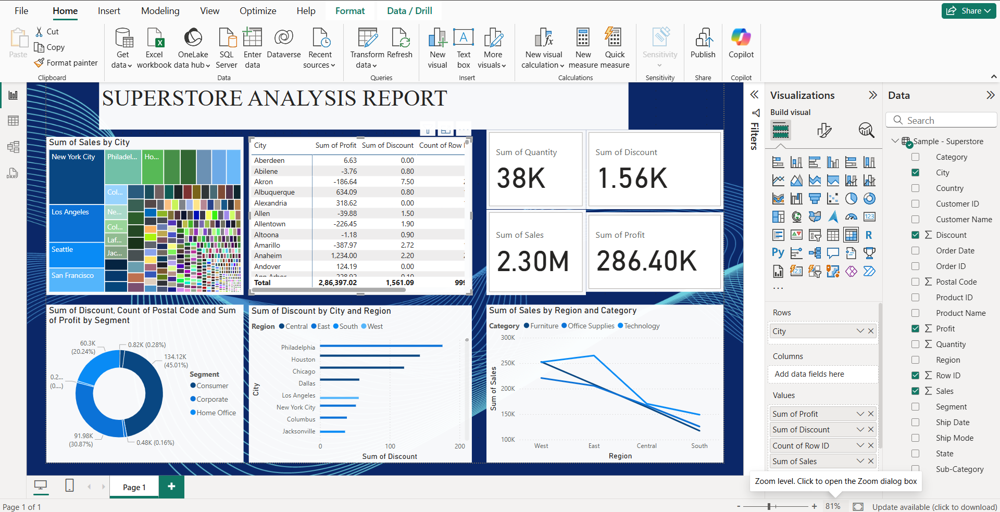 File Home Insert Modeling View Optimize Help Format Data / Drill Share
Paste Cut
Copy
Format painter
Clipboard
Get data
Excel workbook
OneLake data hub
SQL Server
Enter data
Dataverse
Recent sources
Data
Transform data
Refresh
Queries
New visual
Text box
More visuals
Insert
New visual calculation
New measure
Quick measure
Calculations
Sensitivity
Sensitivity
Publish
Share
Copilot
Copilot
SUPERSTORE ANALYSIS REPORT
Sum of Sales by City
New York City
Philadel...
Ho...
Los Angeles
Seattle
San Francisco
Col...
Ne...
Col...
Laf...
Jac...
City Sum of Profit Sum of Discount Count of Row I
Aberdeen 6.63 0.00
Abilene -3.76 0.80
Akron -186.64 7.50
Albuquerque 634.09 0.80
Alexandria 318.62 0.00
Allen -39.88 1.50
Allentown -226.45 1.90
Altoona -1.18 0.90
Amarillo -387.97 2.72
Anaheim 1,234.00 2.20
Andover 124.19 0.00
Total 2,86,397.02 1,561.09 999
Sum of Quantity
38K
Sum of Discount
1.56K
Sum of Sales
2.30M
Sum of Profit
286.40K
Sum of Discount, Count of Postal Code and Sum
of Profit by Segment
60.3K
(20.24%)
0.82K (0.28%)
134.12K
(45.01%)
0.2...
(0....)
91.98K
(30.87%)
0.48K (0.16%)
Segment
Consumer
Corporate
Home Office
Sum of Discount by City and Region
Region Central East South West
City
Philadelphia
Houston
Chicago
Dallas
Los Angeles
New York City
Columbus
Jacksonville
0 100 200
Sum of Discount
Sum of Sales by Region and Category
Category Furniture Office Supplies Technology
Sum of Sales
300K
250K
200K
150K
100K
West East Central South
Region
Filters
Visualizations
Build visual
123
R
Py
123
...
Rows
City
Columns
Add data fields here
Values
Sum of Profit
Sum of Discount
Count of Row ID
Sum of Sales
Data
Search
Sample - Superstore
Category
City
Country
Customer ID
Customer Name
Discount
Order Date
Order ID
Postal Code
Product ID
Product Name
Profit
Quantity
Region
Row ID
Sales
Segment
Ship Date
Ship Mode
State
Sub-Category
DAX
Zoom level. Click to open the Zoom dialog box
Page 1
Page 1 of 1
- + 81% Update available (click to download)